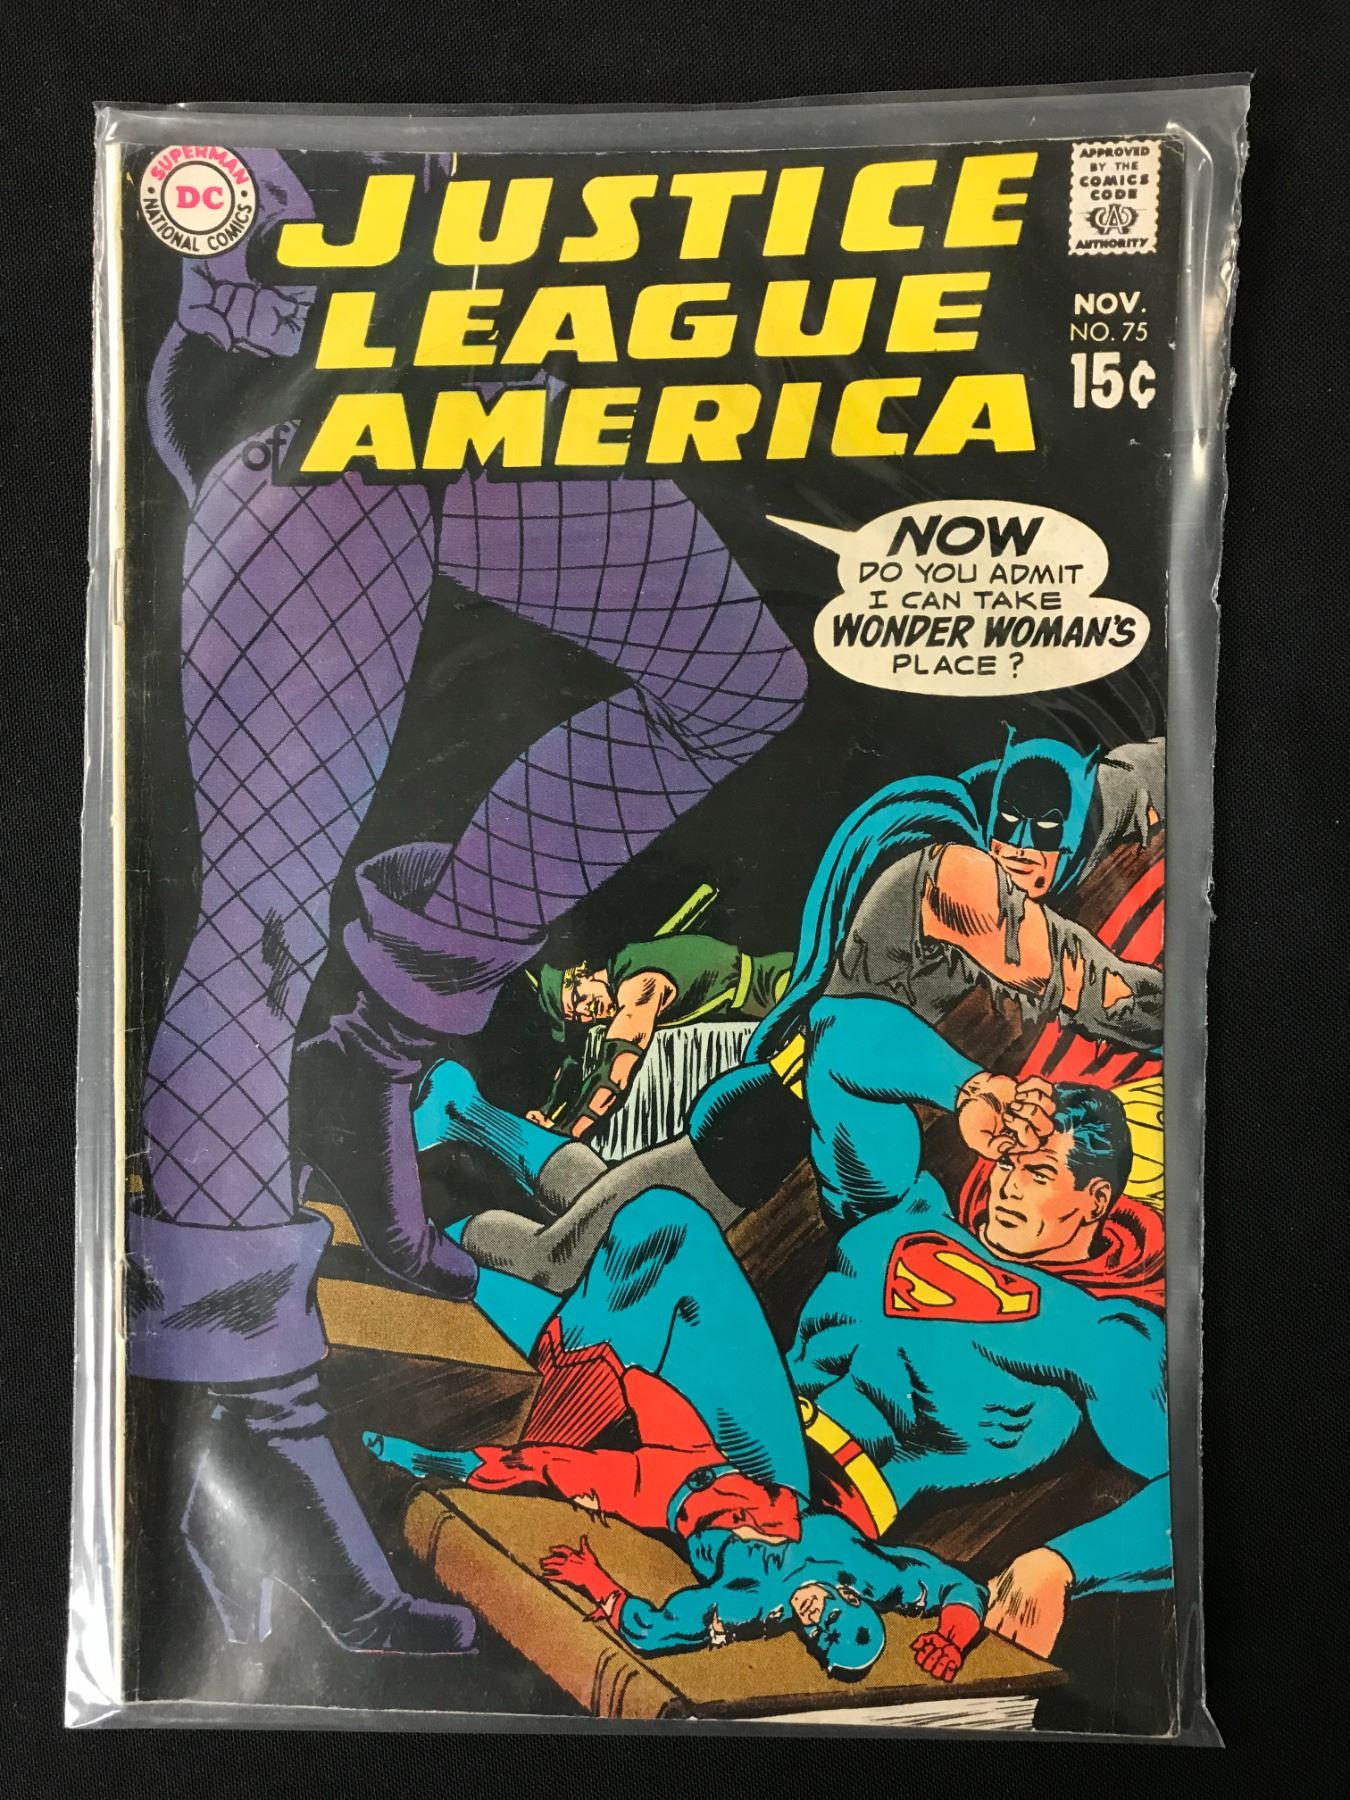 SUPERMAN
DC
NATIONAL COMICS
JUSTICE
LEAGUE
of AMERICA
APPROVED
BY THE
COMICS
CODE
CA
AUTHORITY
NOV.
NO. 75
15¢
NOW
DO YOU ADMIT
I CAN TAKE
WONDER WOMAN'S
PLACE?
S